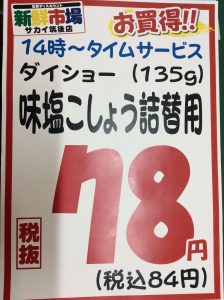 新鮮市場
サカイ筑後店
お買得!!
14時～タイムサービス
ダイショー (135g)
味塩こしょう詰替用
税抜
78円
(税込84円)